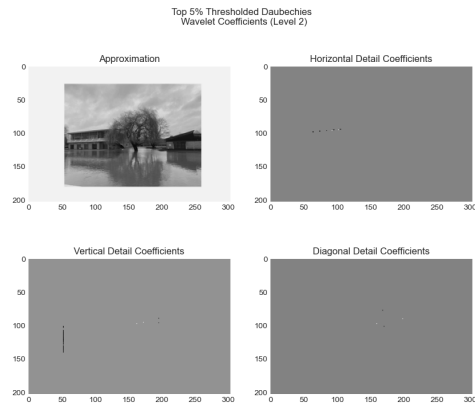 Top 5% Thresholded Daubechies
Wavelet Coefficients (Level 2)
Approximation
0
50
100
150
200
0 50 100 150 200 250 300
Horizontal Detail Coefficients
0
50
100
150
200
0 50 100 150 200 250 300
Vertical Detail Coefficients
0
50
100
150
200
0 50 100 150 200 250 300
Diagonal Detail Coefficients
0
50
100
150
200
0 50 100 150 200 250 300